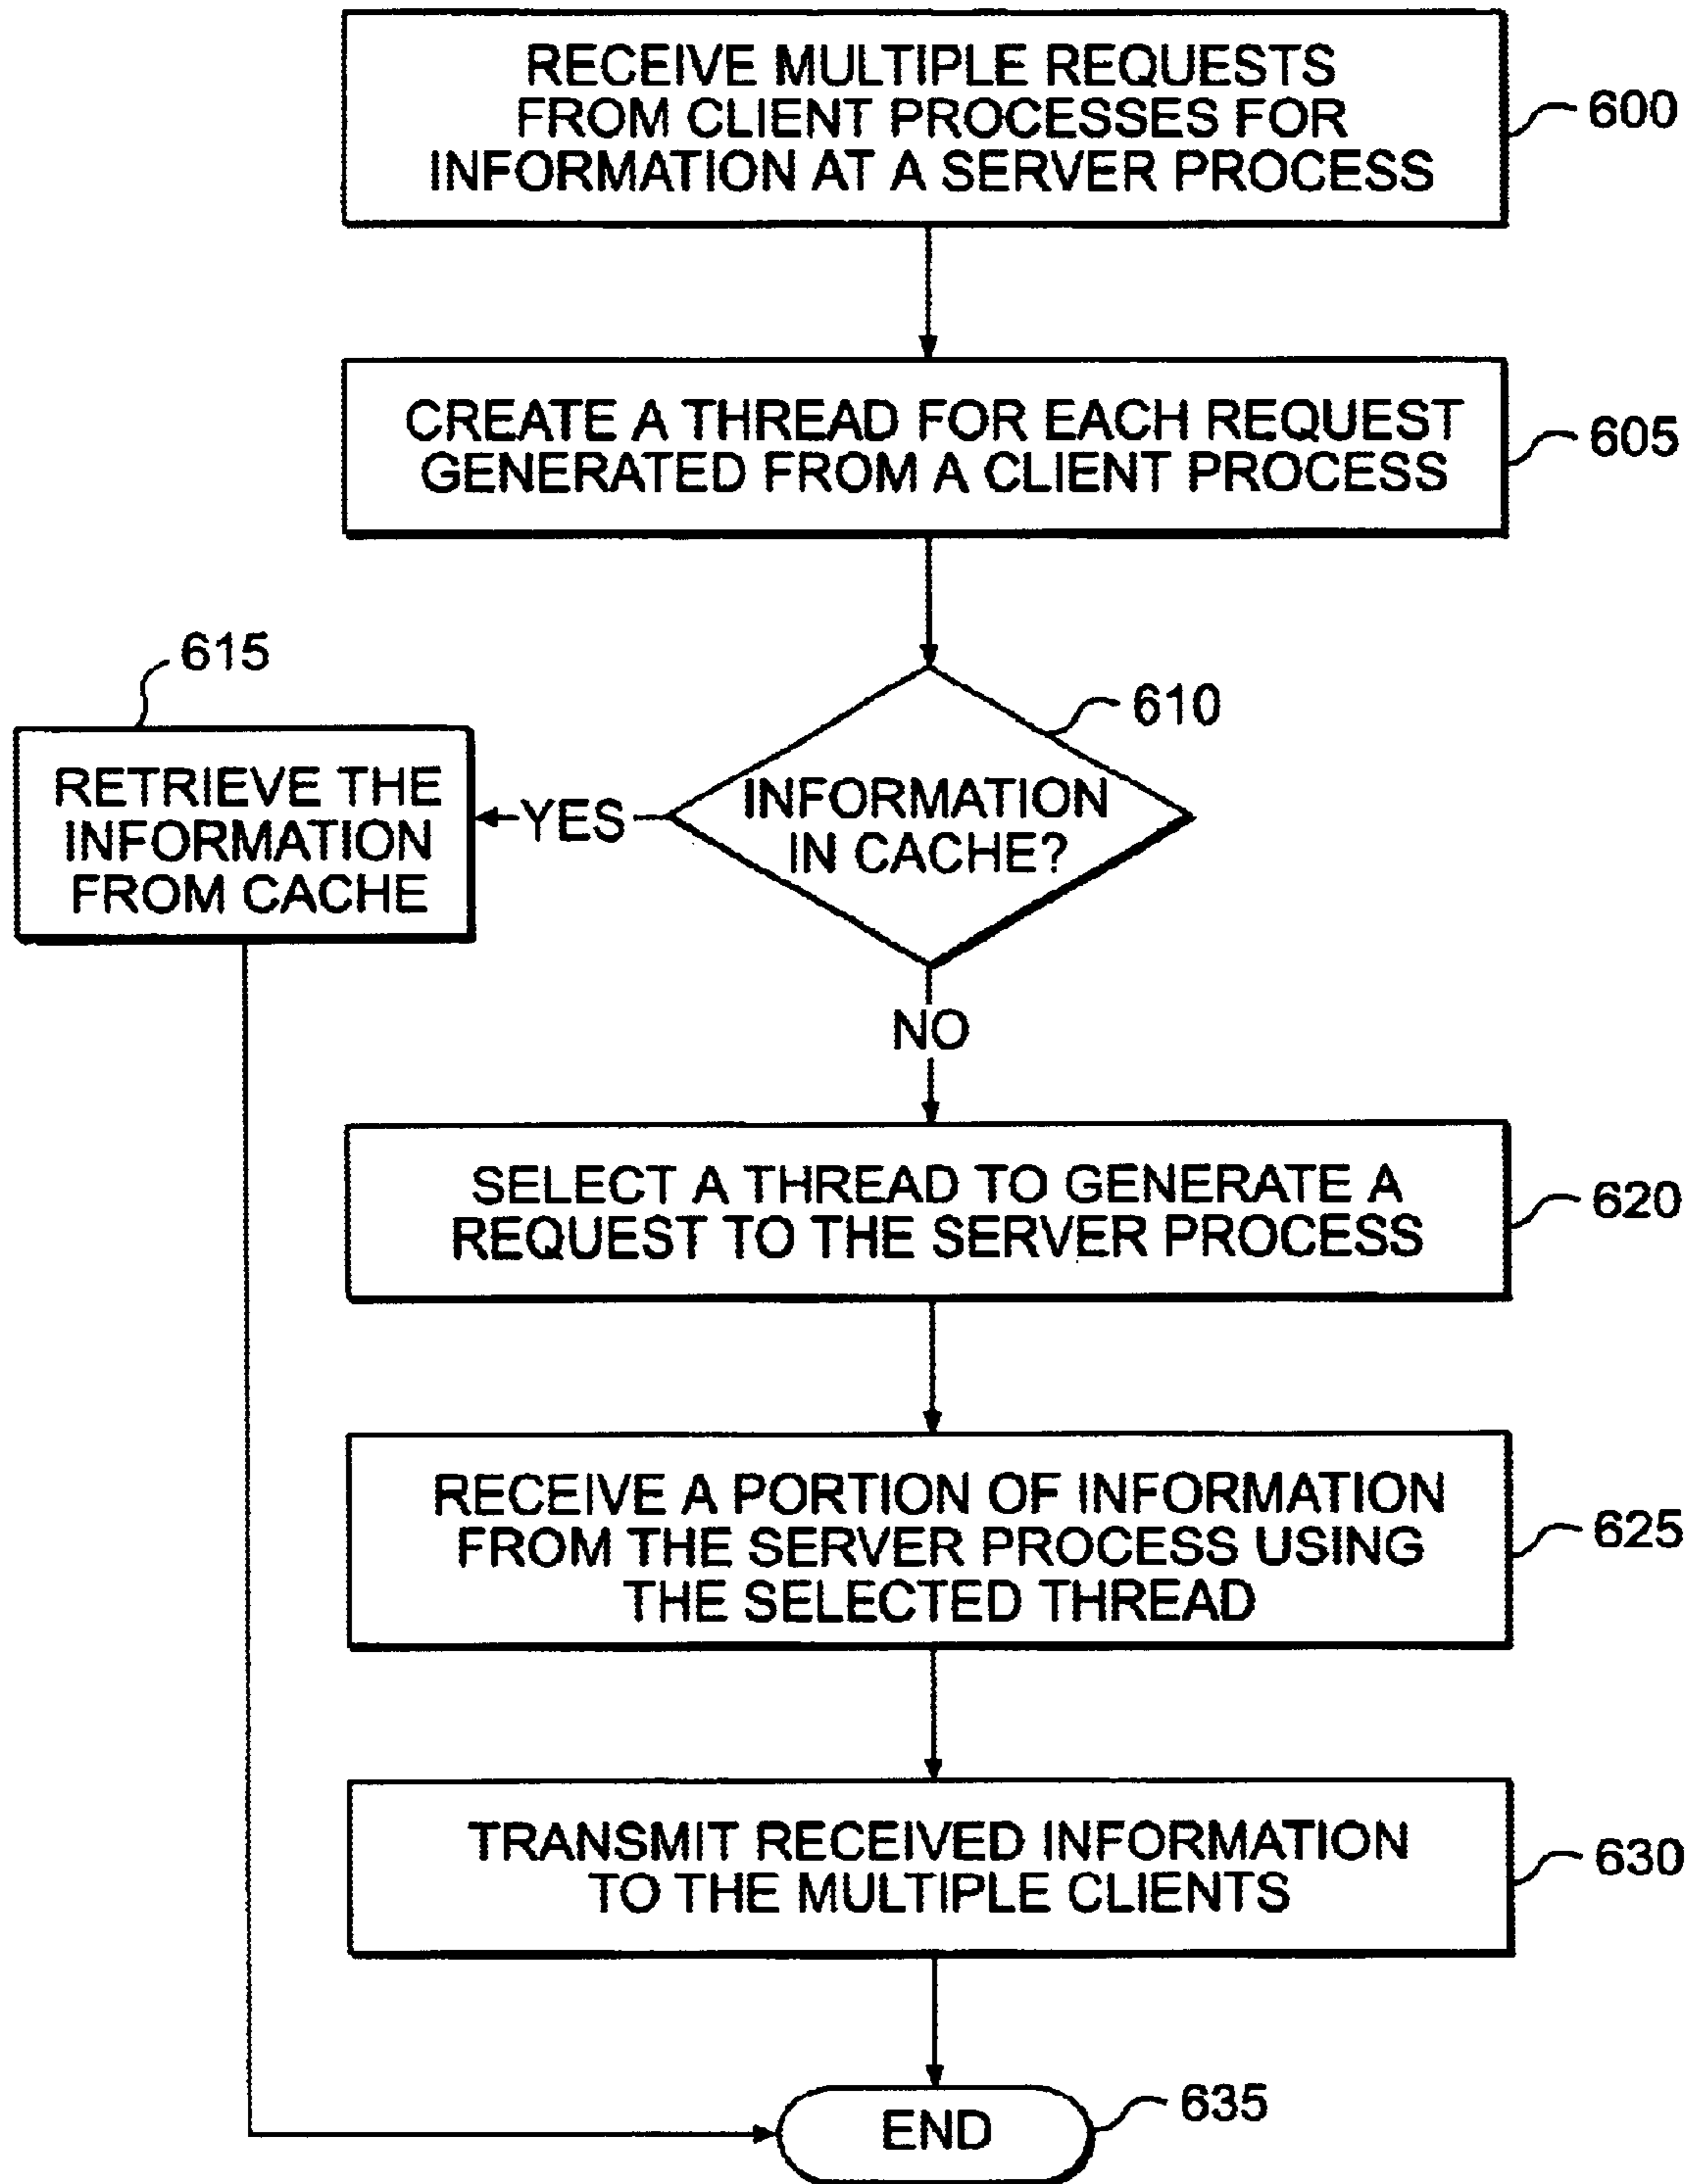 RECEIVE MULTIPLE REQUESTS
FROM CLIENT PROCESSES FOR
INFORMATION AT A SERVER PROCESS
600
CREATE A THREAD FOR EACH REQUEST
GENERATED FROM A CLIENT PROCESS
605
615
610
RETRIEVE THE
INFORMATION
FROM CACHE
YES
INFORMATION
IN CACHE?
NO
SELECT A THREAD TO GENERATE A
REQUEST TO THE SERVER PROCESS
620
RECEIVE A PORTION OF INFORMATION
FROM THE SERVER PROCESS USING
THE SELECTED THREAD
625
TRANSMIT RECEIVED INFORMATION
TO THE MULTIPLE CLIENTS
630
END
635